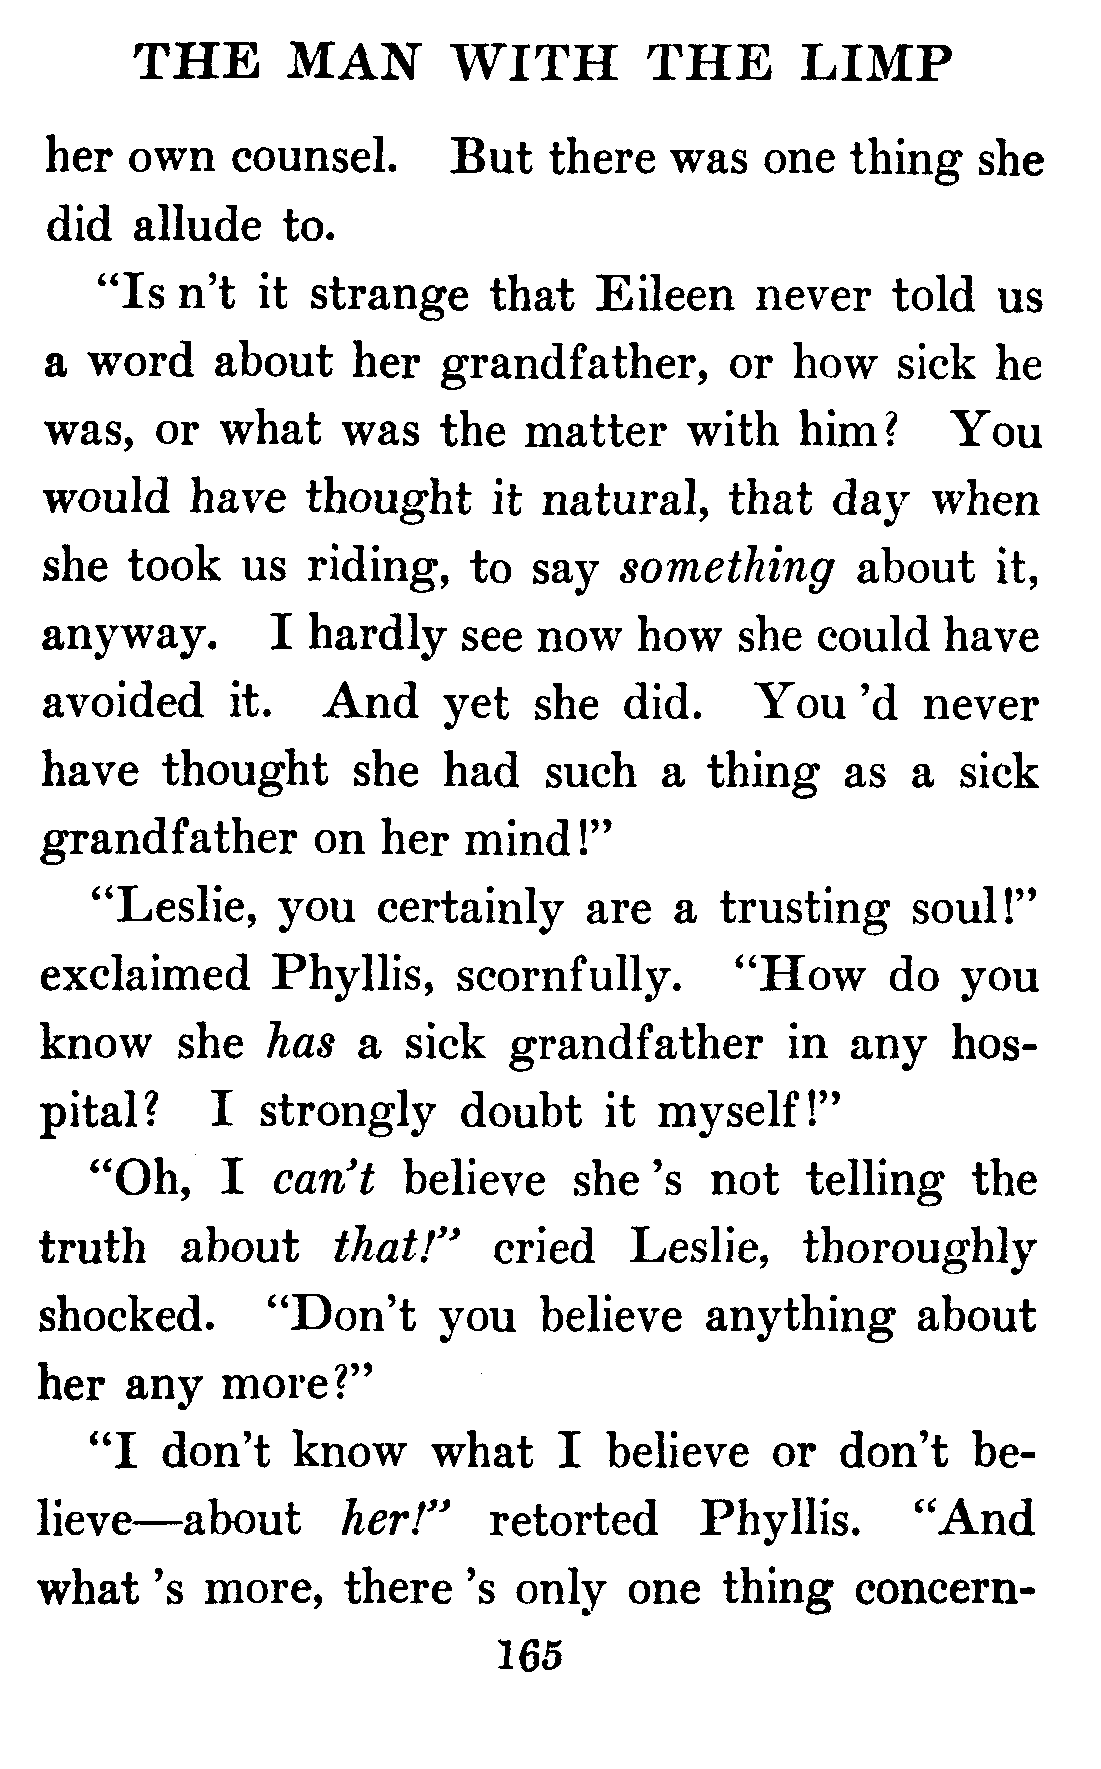 THE MAN WITH THE LIMP
her own counsel. But there was one thing she
did allude to.
“Is n’t it strange that Eileen never told us
a word about her grandfather, or how sick he
was, or what was the matter with him? You
would have thought it natural, that day when
she took us riding, to say something about it,
anyway. I hardly see now how she could have
avoided it. And yet she did. You ’d never
have thought she had such a thing as a sick
grandfather on her mind!”
“Leslie, you certainly are a trusting soul!”
exclaimed Phyllis, scornfully. “How do you
know she has a sick grandfather in any hos-
pital? I strongly doubt it myself!”
“Oh, I can’t believe she ’s not telling the
truth about that!” cried Leslie, thoroughly
shocked. “Don’t you believe anything about
her any more?”
“I don’t know what I believe or don’t be-
lieve—about her!” retorted Phyllis. “And
what ’s more, there ’s only one thing concern-
165